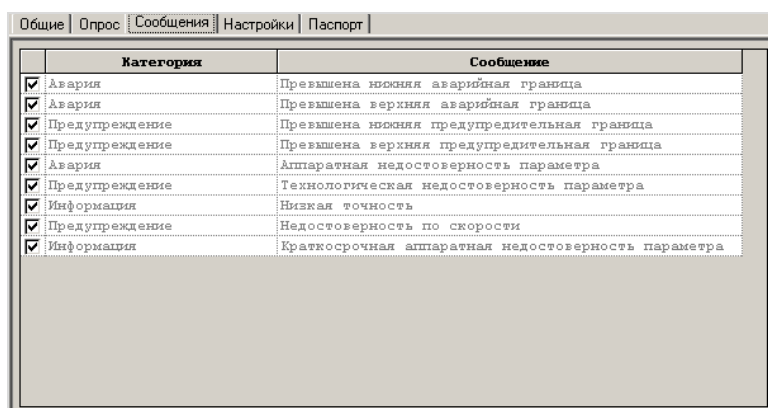 Общие Опрос Сообщения Настройки Паспорт
Категория Сообщение
Авария Превышена нижняя аварийная граница
Авария Превышена верхняя аварийная граница
Предупреждение Превышена нижняя предупредительная граница
Предупреждение Превышена верхняя предупредительная граница
Авария Аппаратная недостоверность параметра
Предупреждение Технологическая недостоверность параметра
Информация Низкая точность
Предупреждение Недостоверность по скорости
Информация Краткосрочная аппаратная недостоверность параметра